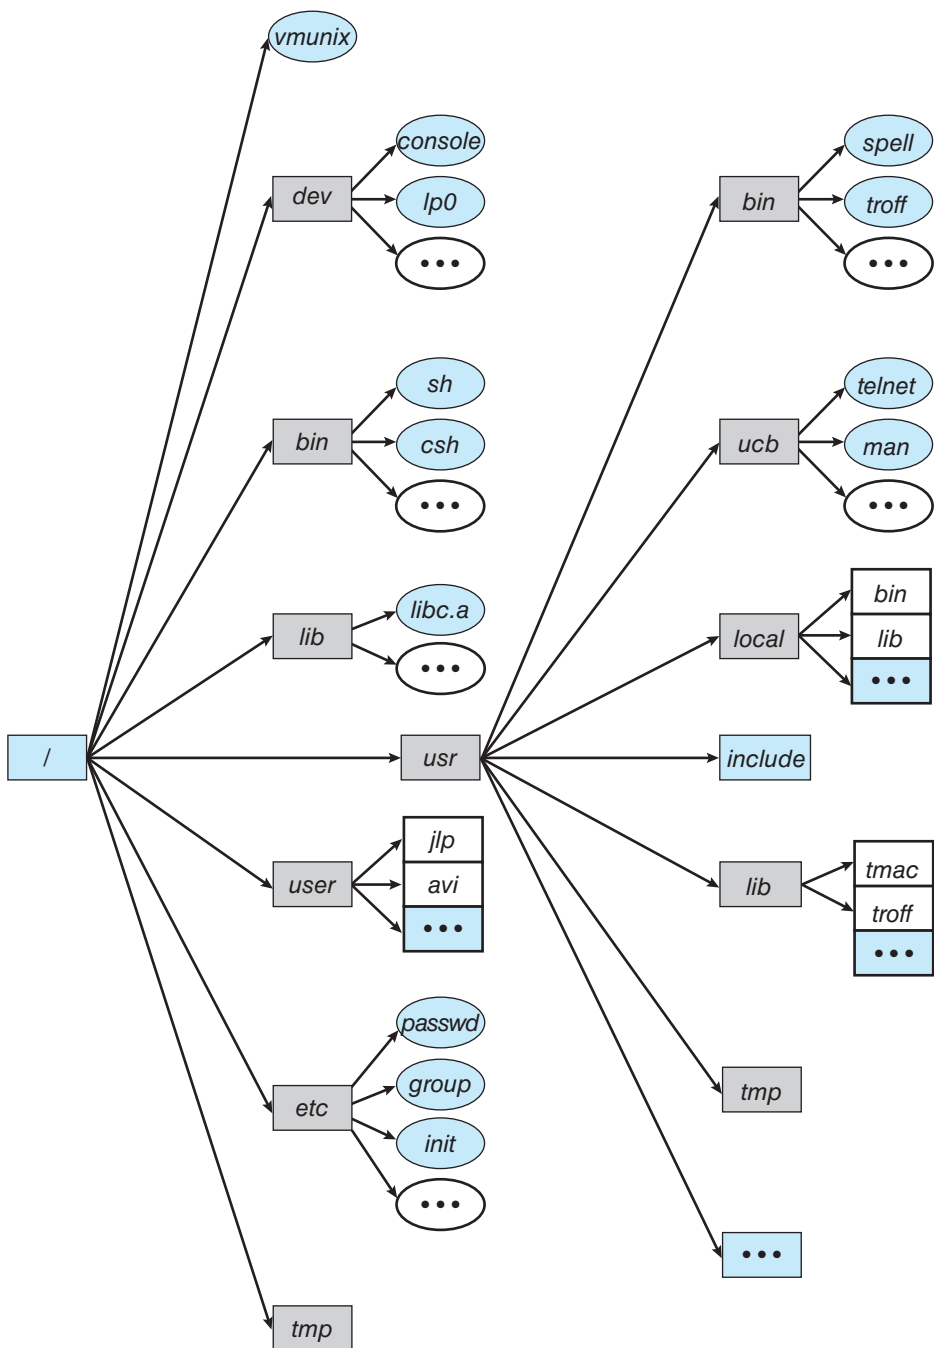 vmunix
dev
console
lp0
•••
bin
sh
csh
•••
lib
libc.a
•••
/
usr
user
jlp
avi
•••
etc
passwd
group
init
•••
tmp
bin
spell
troff
•••
ucb
telnet
man
•••
local
bin
lib
•••
include
lib
tmac
troff
•••
tmp
•••